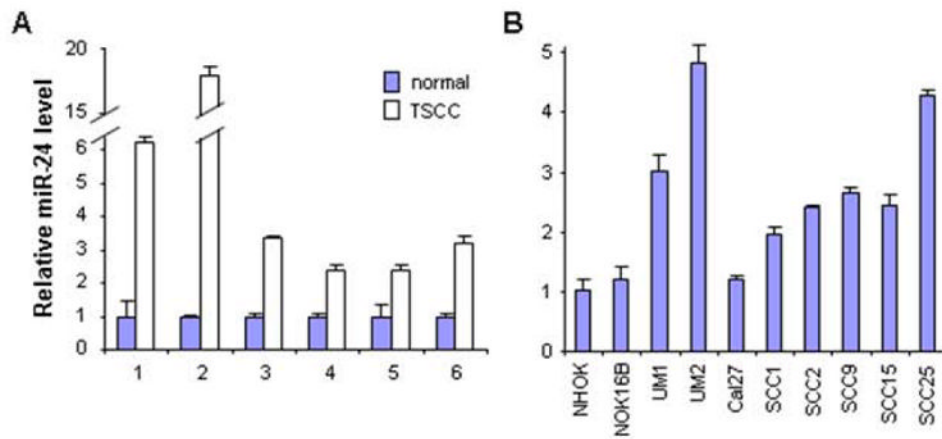 A
Relative miR-24 level
20
15
6
5
4
3
2
1
0
normal
TSCC
1 2 3 4 5 6
B
5
4
3
2
1
0
NHOK
NOK16B
UM1
UM2
Cal27
SCC1
SCC2
SCC9
SCC15
SCC25